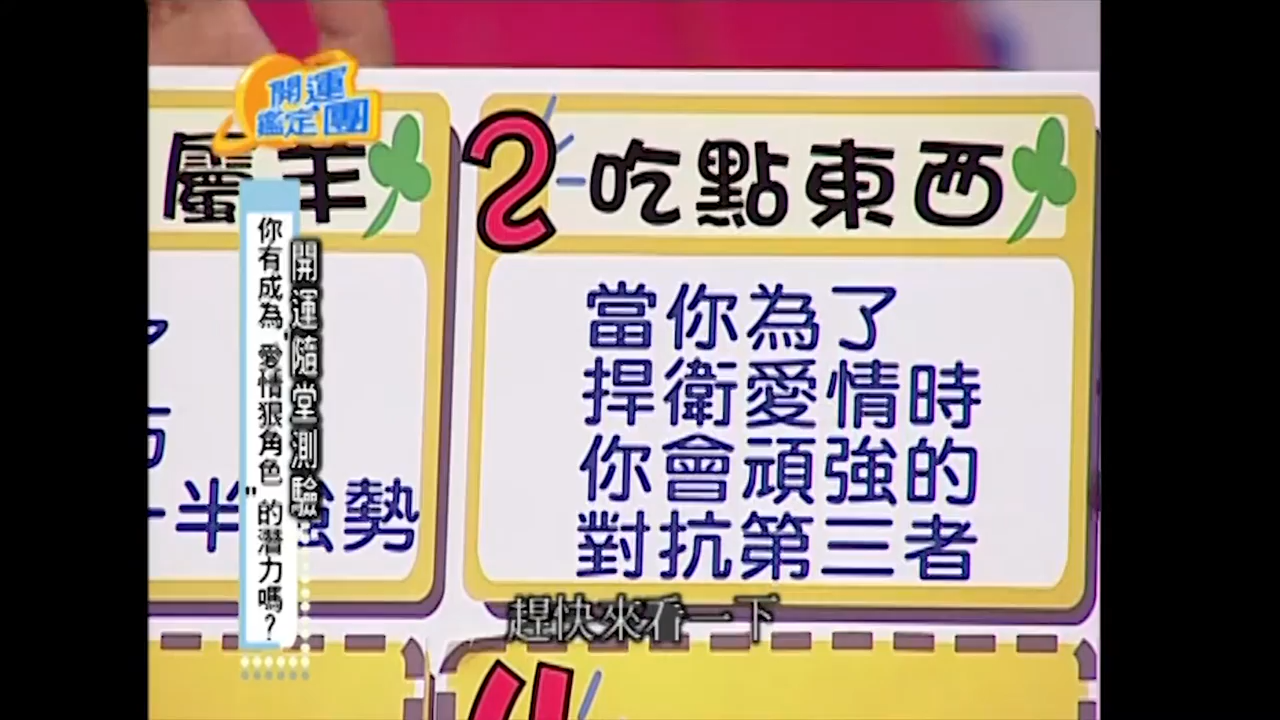 開運
鑑定團
開運隨堂測驗
你有成為"愛情狠角色"的潛力嗎?
屬羊
半強勢
2 吃點東西
當你為了
捍衛愛情時
你會頑強的
對抗第三者
趕快來看一下
4